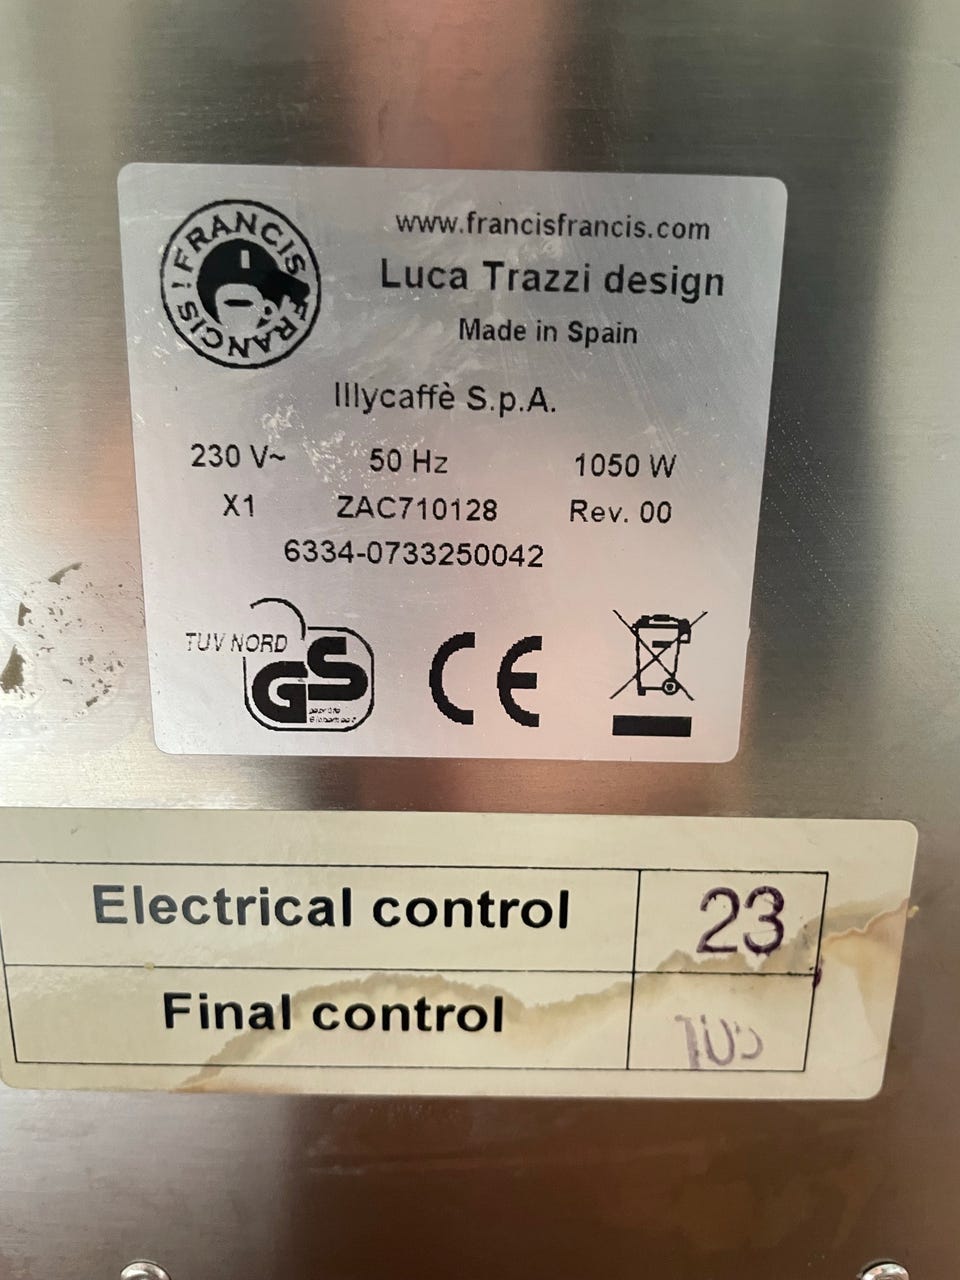 FRANCIS FRANCIS!
www.francisfrancis.com
Luca Trazzi design
Made in Spain
Illycaffè S.p.A.
230 V~ 50 Hz 1050 W
X1 ZAC710128 Rev. 00
6334-0733250042
TUV NORD
GS
CE
Electrical control 23
Final control